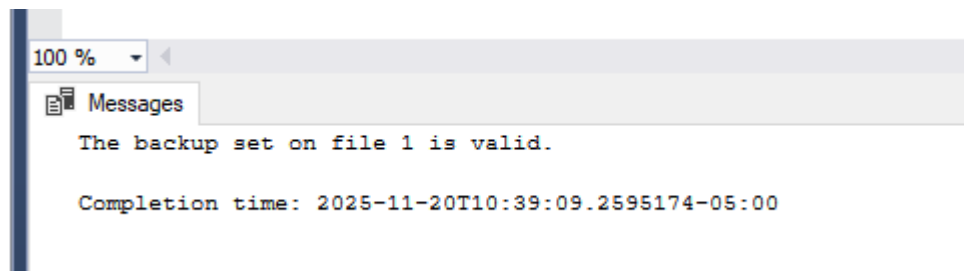 100 %
Messages
The backup set on file 1 is valid.
Completion time: 2025-11-20T10:39:09.2595174-05:00